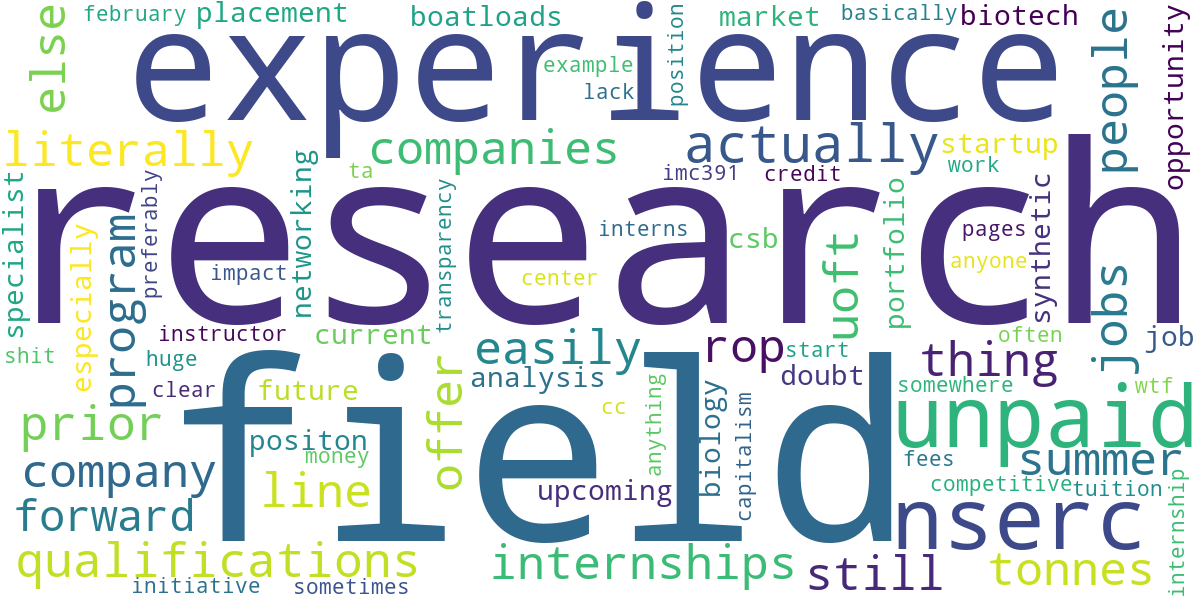 february
placement
boatloads
market
basically
biotech
else
experience
example
lack
position
people
opportunity
literally
companies
actually
startup
work
research
networking
ta
imc391
credit
specialist
especially
program
preferably
impact
transparency
interns
center
csb
uoft
portfolio
pages
anyone
synthetic
jobs
instructor
current
easily
rop
start
thing
often
job
shit
huge
clear
future
analysis
doubt
somewhere
wtf
prior
field
positon
money
offer
cc
anything
biology
capitalism
unpaid
fees
summer
company
line
upcoming
competitive
tuition
forward
nserc
qualifications
internships
still
tonnes
internship
initiative
sometimes